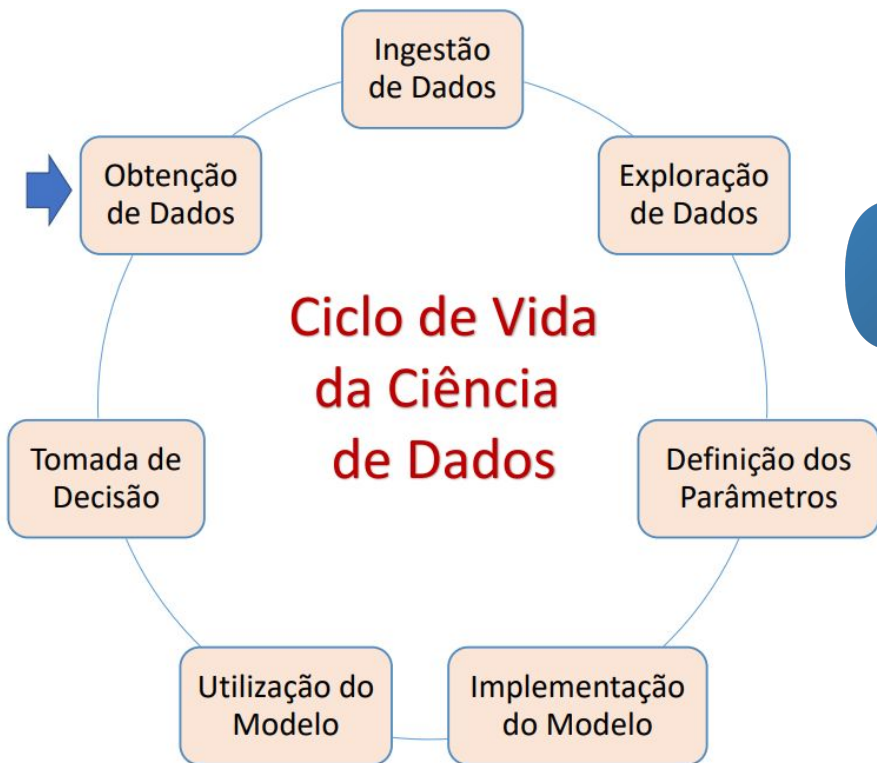 Ingestão
de Dados
Obtenção
de Dados
Exploração
de Dados
Ciclo de Vida
da Ciência
de Dados
Tomada de
Decisão
Definição dos
Parâmetros
Utilização do
Modelo
Implementação
do Modelo